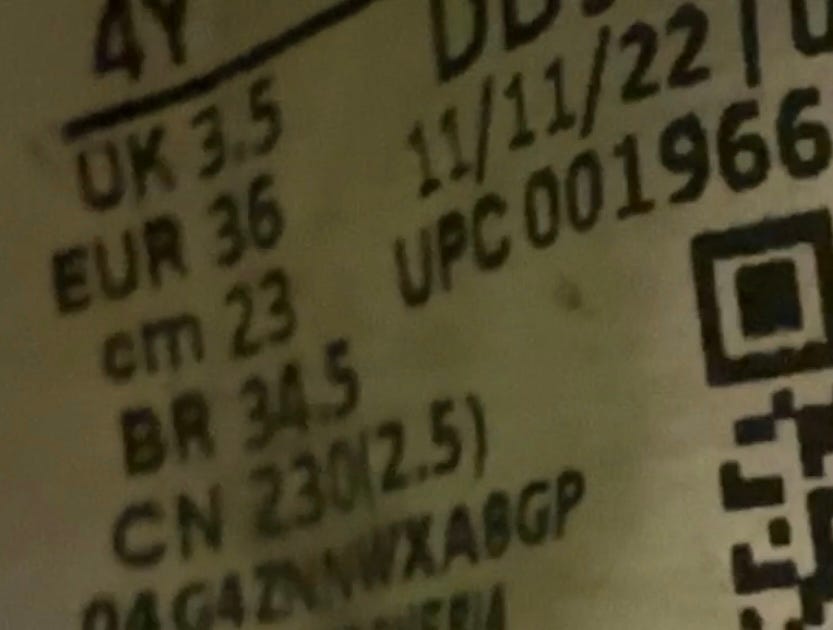 4Y
UK 3.5
EUR 36
cm 23
BR 34.5
CN 230(2.5)
11/11/22
UPC 001966